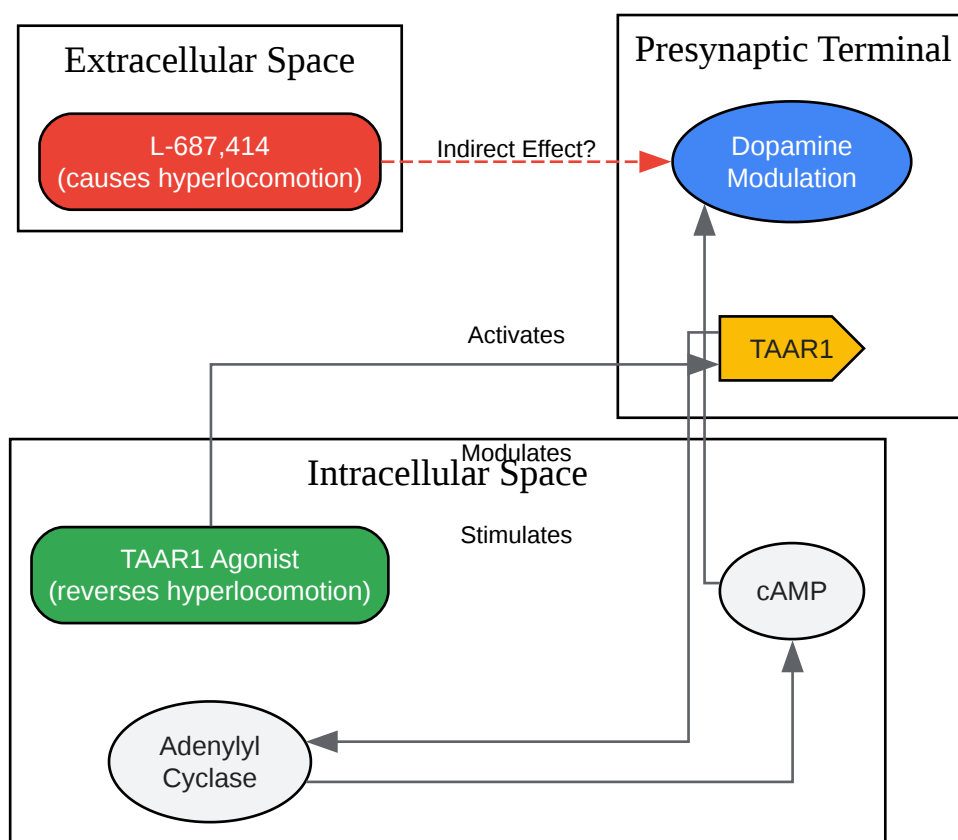 Extracellular Space
L-687,414
(causes hyperlocomotion)
Indirect Effect?
Presynaptic Terminal
Dopamine
Modulation
Activates
TAAR1
Modulates
Intracellular Space
Stimulates
TAAR1 Agonist
(reverses hyperlocomotion)
cAMP
Adenylyl
Cyclase